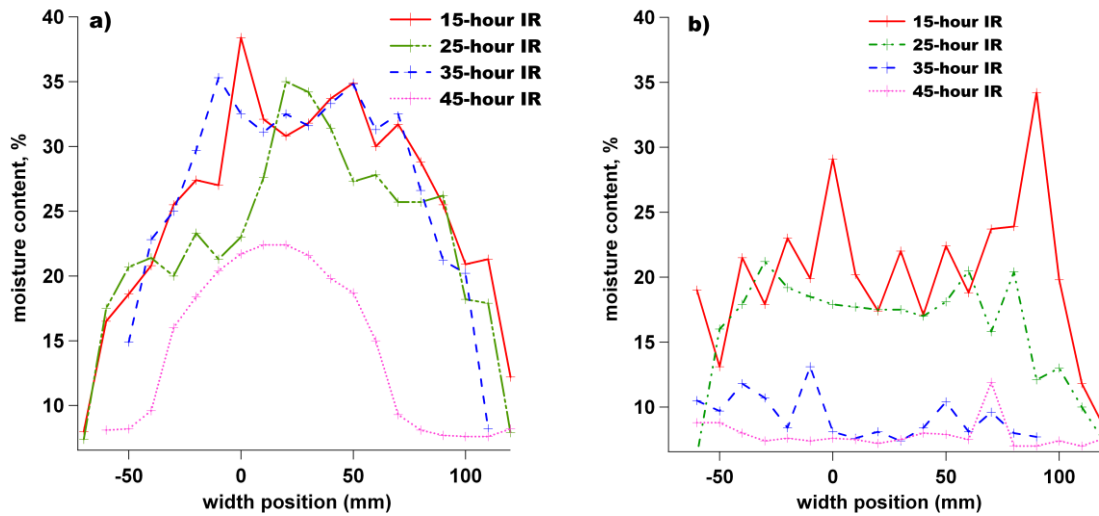 a)
15-hour IR
25-hour IR
35-hour IR
45-hour IR
moisture content, %
40
35
30
25
20
15
10
-50 0 50 100
width position (mm)
b)
15-hour IR
25-hour IR
35-hour IR
45-hour IR
moisture content, %
40
35
30
25
20
15
10
-50 0 50 100
width position (mm)